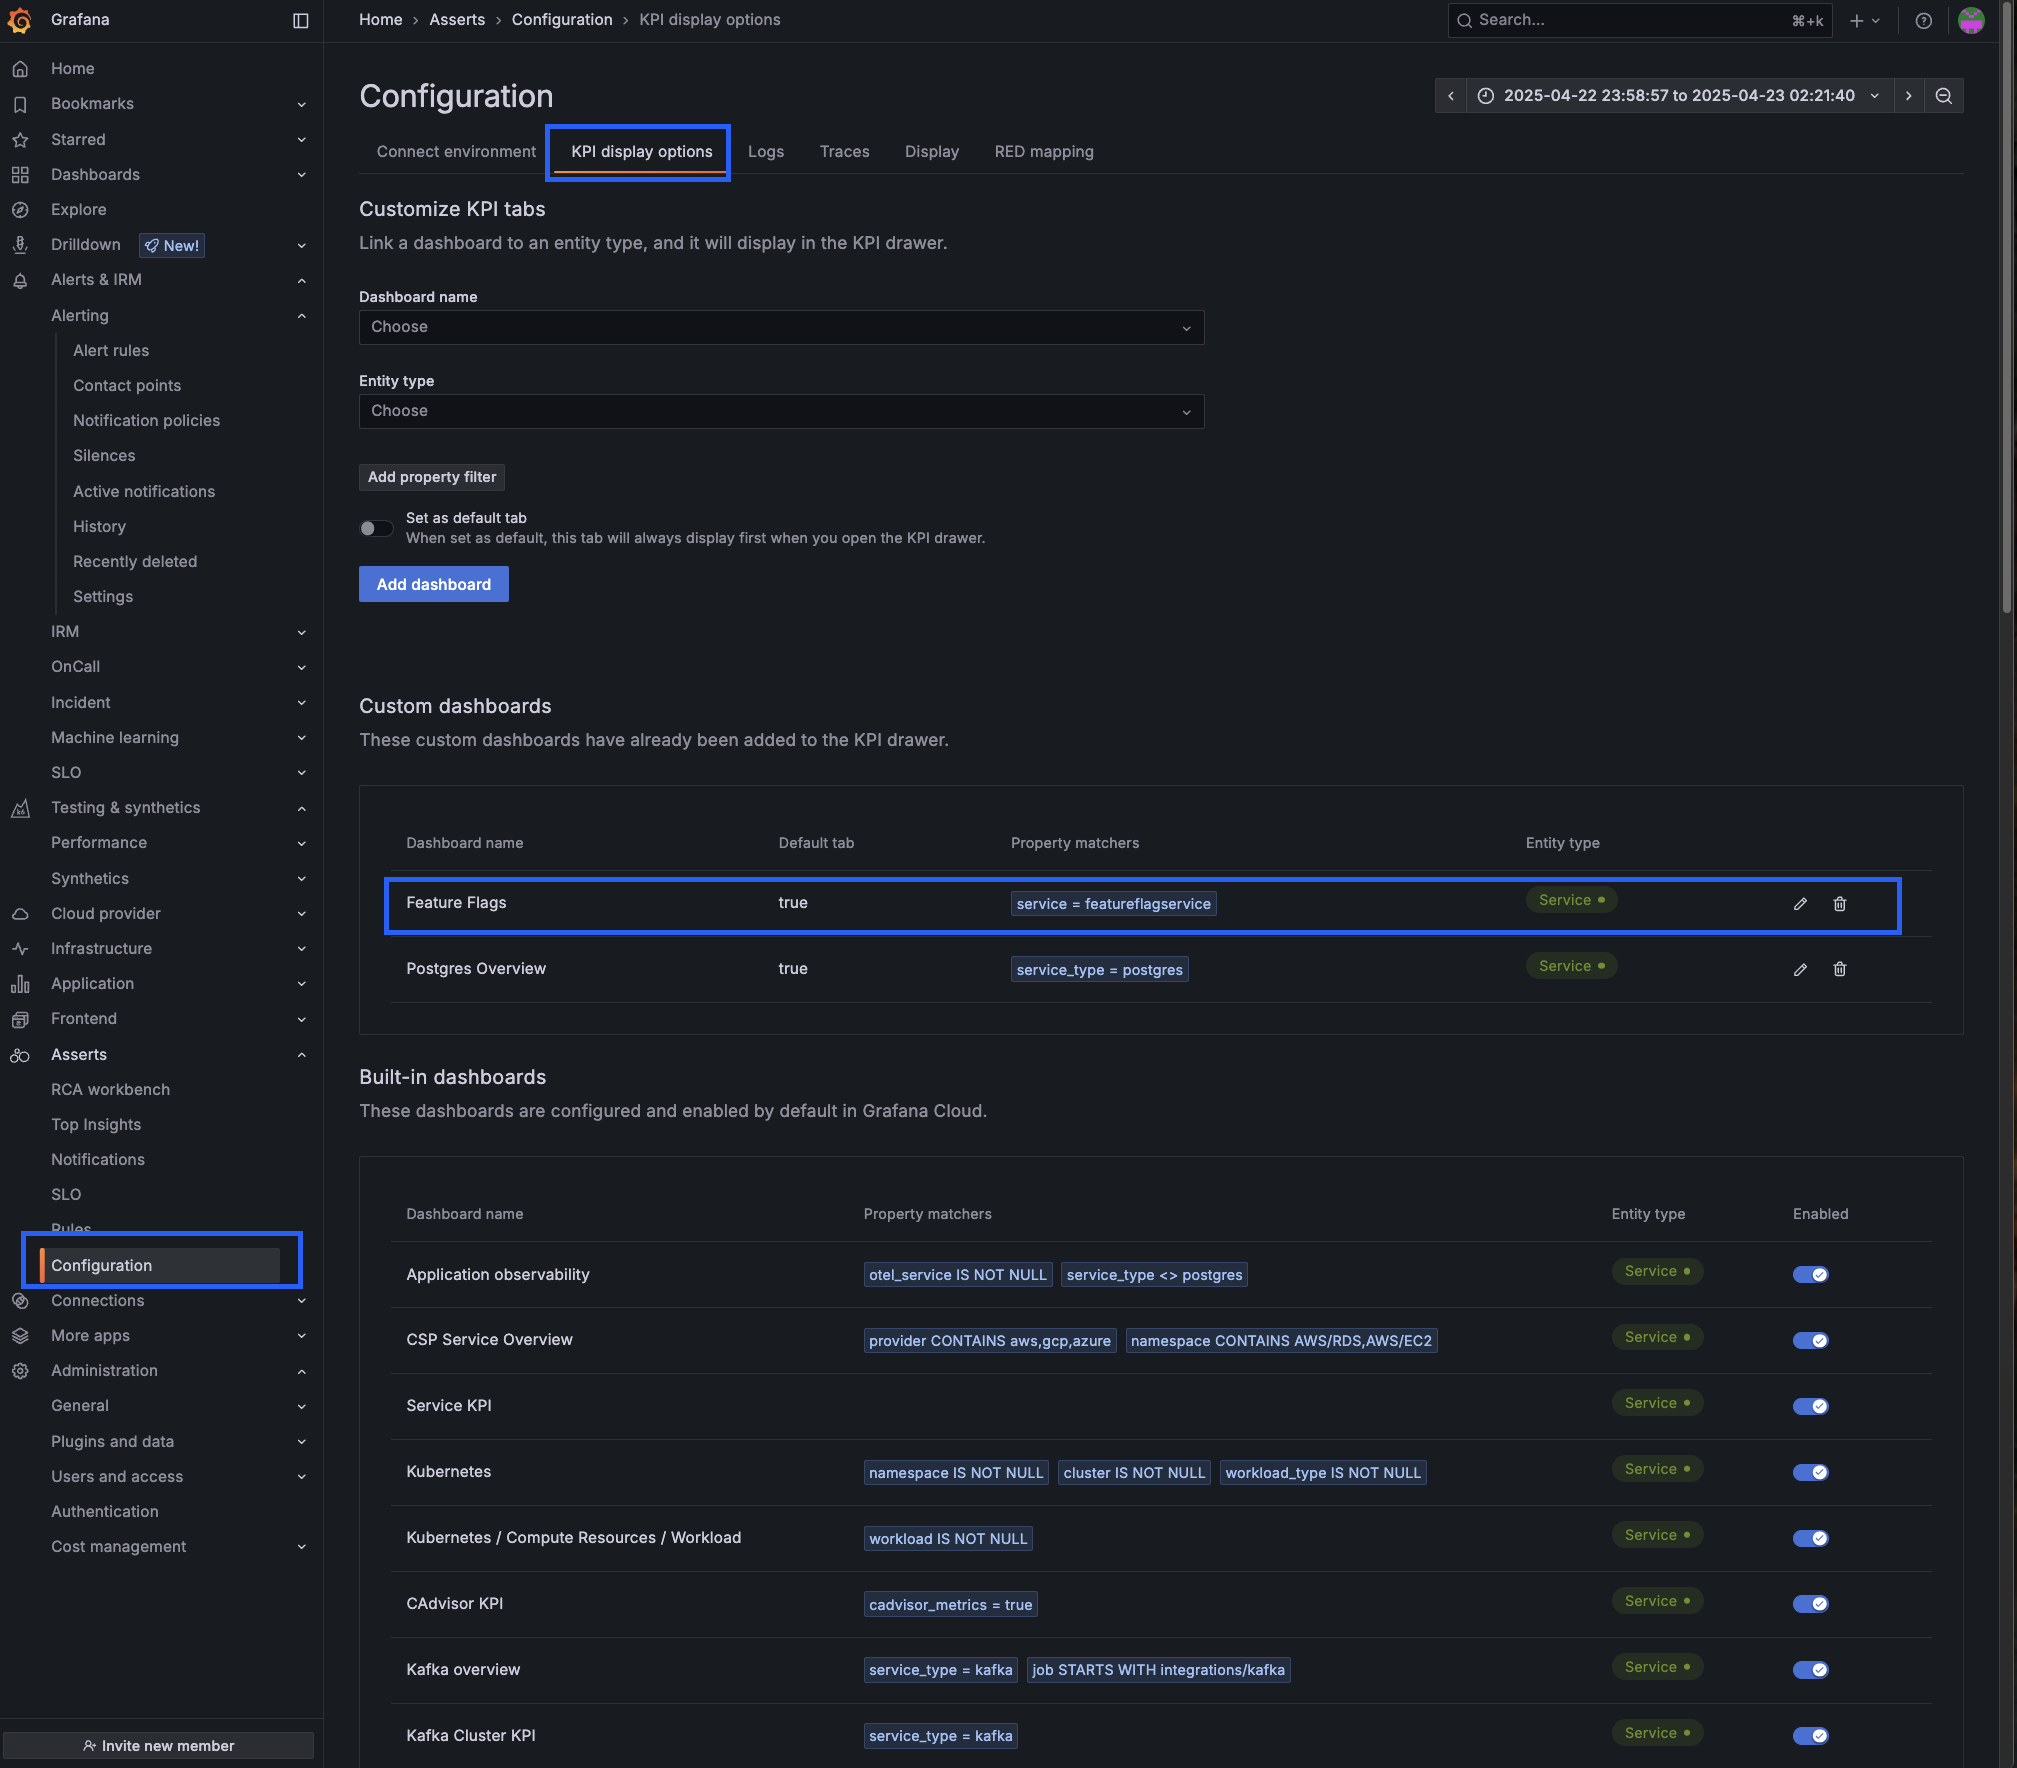 Grafana
Home › Asserts › Configuration › KPI display options
Search...
⌘+k
Home
Bookmarks
Starred
Dashboards
Explore
Drilldown
New!
Alerts & IRM
Alerting
Alert rules
Contact points
Notification policies
Silences
Active notifications
History
Recently deleted
Settings
IRM
OnCall
Incident
Machine learning
SLO
Testing & synthetics
Performance
Synthetics
Cloud provider
Infrastructure
Application
Frontend
Asserts
RCA workbench
Top Insights
Notifications
SLO
Rules
Configuration
Connections
More apps
Administration
General
Plugins and data
Users and access
Authentication
Cost management
Invite new member
Configuration
2025-04-22 23:58:57 to 2025-04-23 02:21:40
Connect environment
KPI display options
Logs
Traces
Display
RED mapping
Customize KPI tabs
Link a dashboard to an entity type, and it will display in the KPI drawer.
Dashboard name
Choose
Entity type
Choose
Add property filter
Set as default tab
When set as default, this tab will always display first when you open the KPI drawer.
Add dashboard
Custom dashboards
These custom dashboards have already been added to the KPI drawer.
Dashboard name Default tab Property matchers Entity type
Feature Flags true service = featureflagservice Service
Postgres Overview true service_type = postgres Service
Built-in dashboards
These dashboards are configured and enabled by default in Grafana Cloud.
Dashboard name Property matchers Entity type Enabled
Application observability otel_service IS NOT NULL service_type <> postgres Service
CSP Service Overview provider CONTAINS aws,gcp,azure namespace CONTAINS AWS/RDS,AWS/EC2 Service
Service KPI Service
Kubernetes namespace IS NOT NULL cluster IS NOT NULL workload_type IS NOT NULL Service
Kubernetes / Compute Resources / Workload workload IS NOT NULL Service
CAdvisor KPI cadvisor_metrics = true Service
Kafka overview service_type = kafka job STARTS WITH integrations/kafka Service
Kafka Cluster KPI service_type = kafka Service